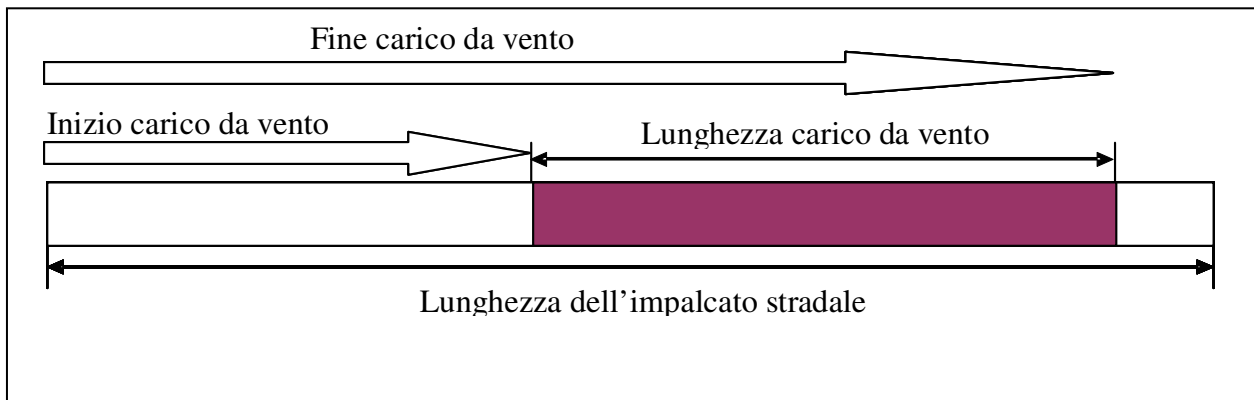 Fine carico da vento
Inizio carico da vento
Lunghezza carico da vento
Lunghezza dell’impalcato stradale